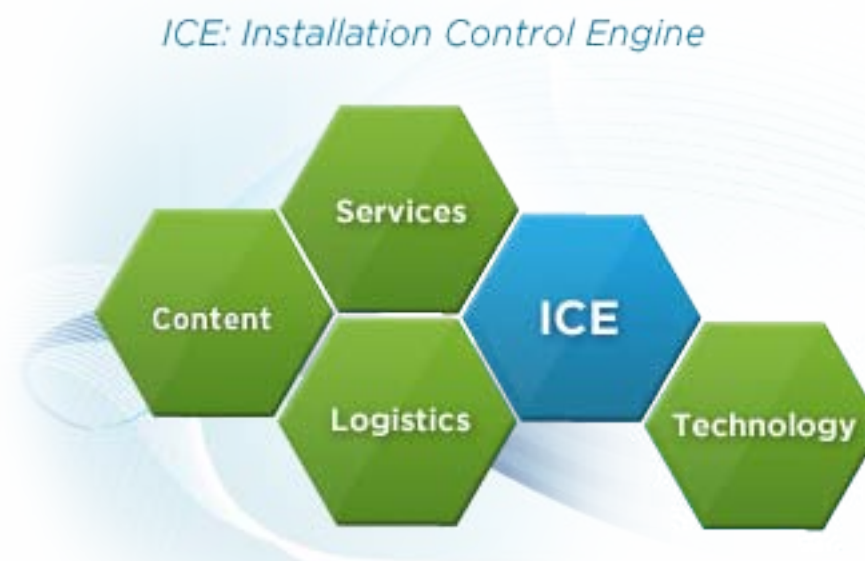 ICE: Installation Control Engine
Services
Content
ICE
Logistics
Technology